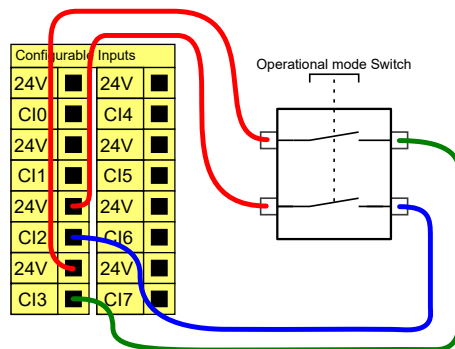 Configurable Inputs
Operational mode Switch
24V 24V
CI0 CI4
24V 24V
CI1 CI5
24V 24V
CI2 CI6
24V 24V
CI3 CI7